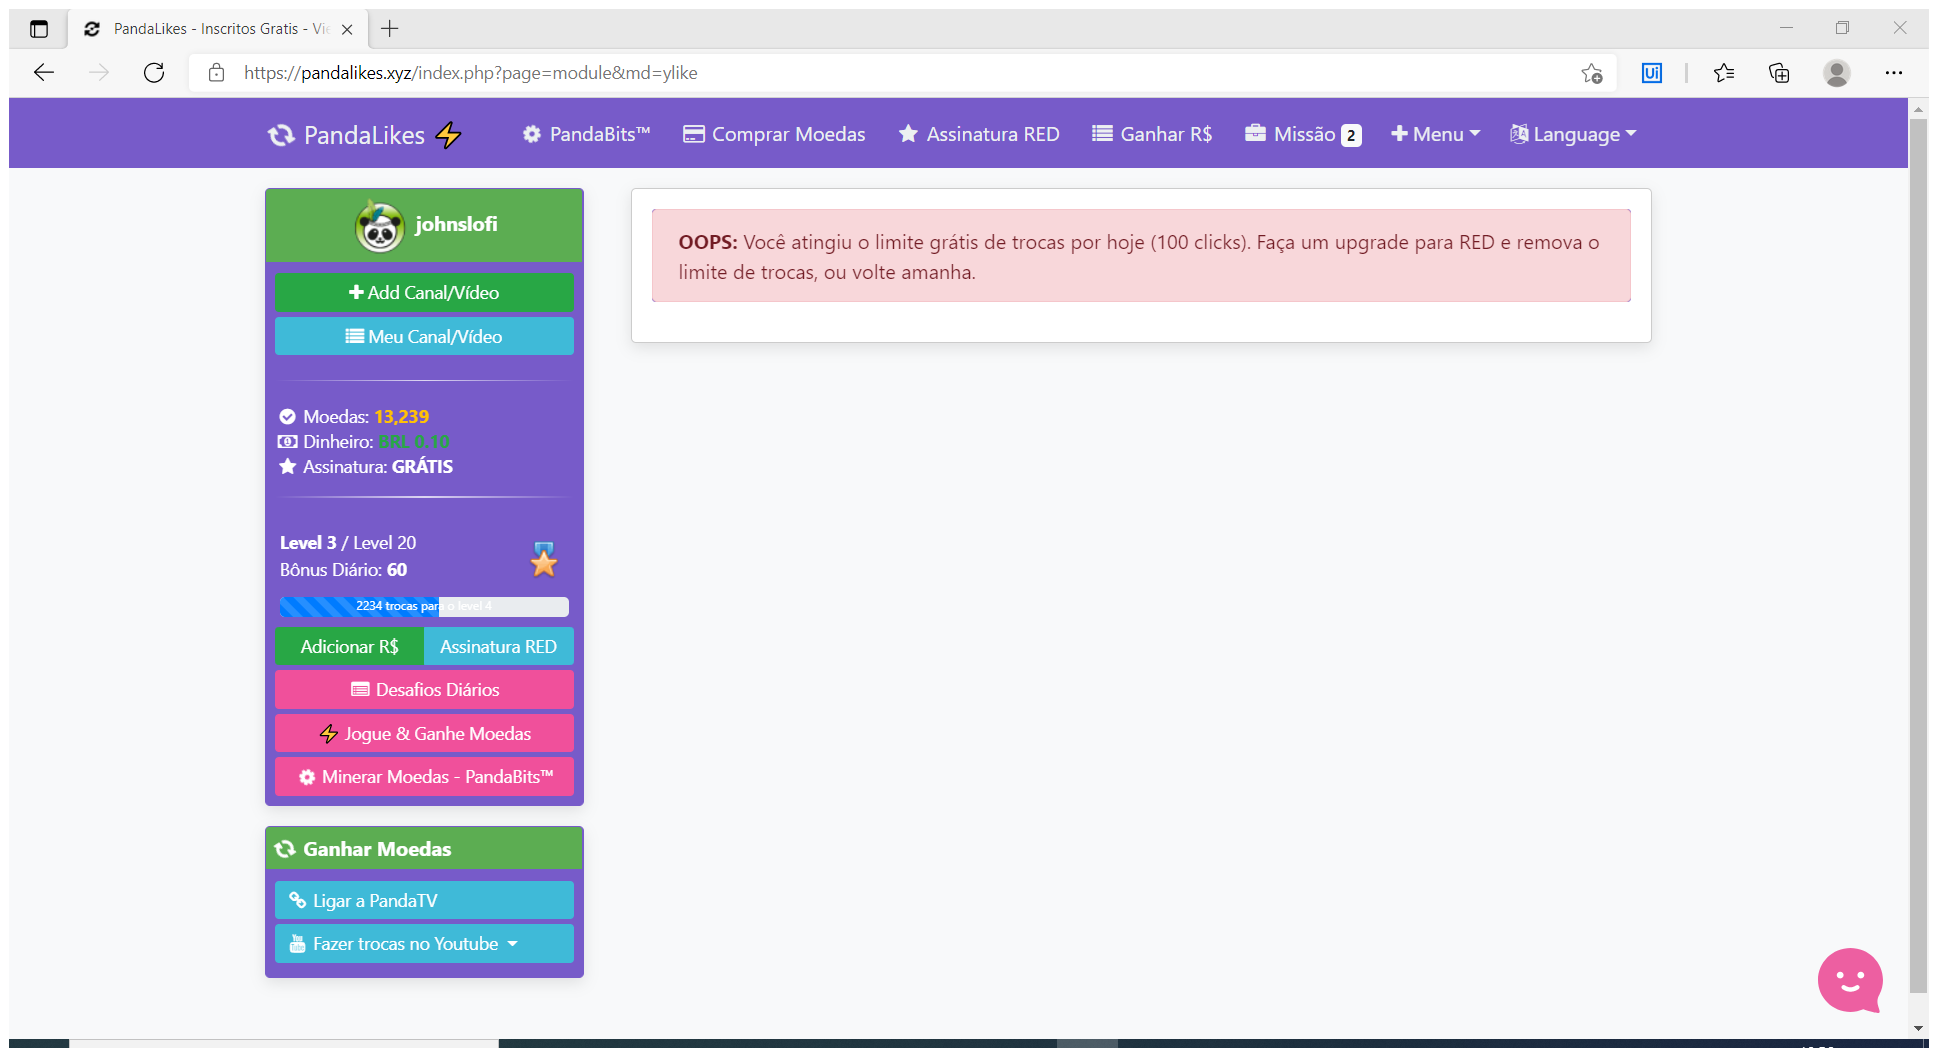 PandaLikes - Inscritos Gratis - Vie
https://pandalikes.xyz/index.php?page=module&md=ylike
PandaLikes PandaBits™ Comprar Moedas Assinatura RED Ganhar R$ Missão 2 Menu Language
johnslofi
Add Canal/Vídeo
Meu Canal/Vídeo
Moedas: 13,239
Dinheiro: BRL 0.10
Assinatura: GRÁTIS
Level 3 / Level 20
Bônus Diário: 60
2234 trocas para o level 4
Adicionar R$ Assinatura RED
Desafios Diários
Jogue & Ganhe Moedas
Minerar Moedas - PandaBits™
Ganhar Moedas
Ligar a PandaTV
Fazer trocas no Youtube
OOPS: Você atingiu o limite grátis de trocas por hoje (100 clicks). Faça um upgrade para RED e remova o
limite de trocas, ou volte amanha.